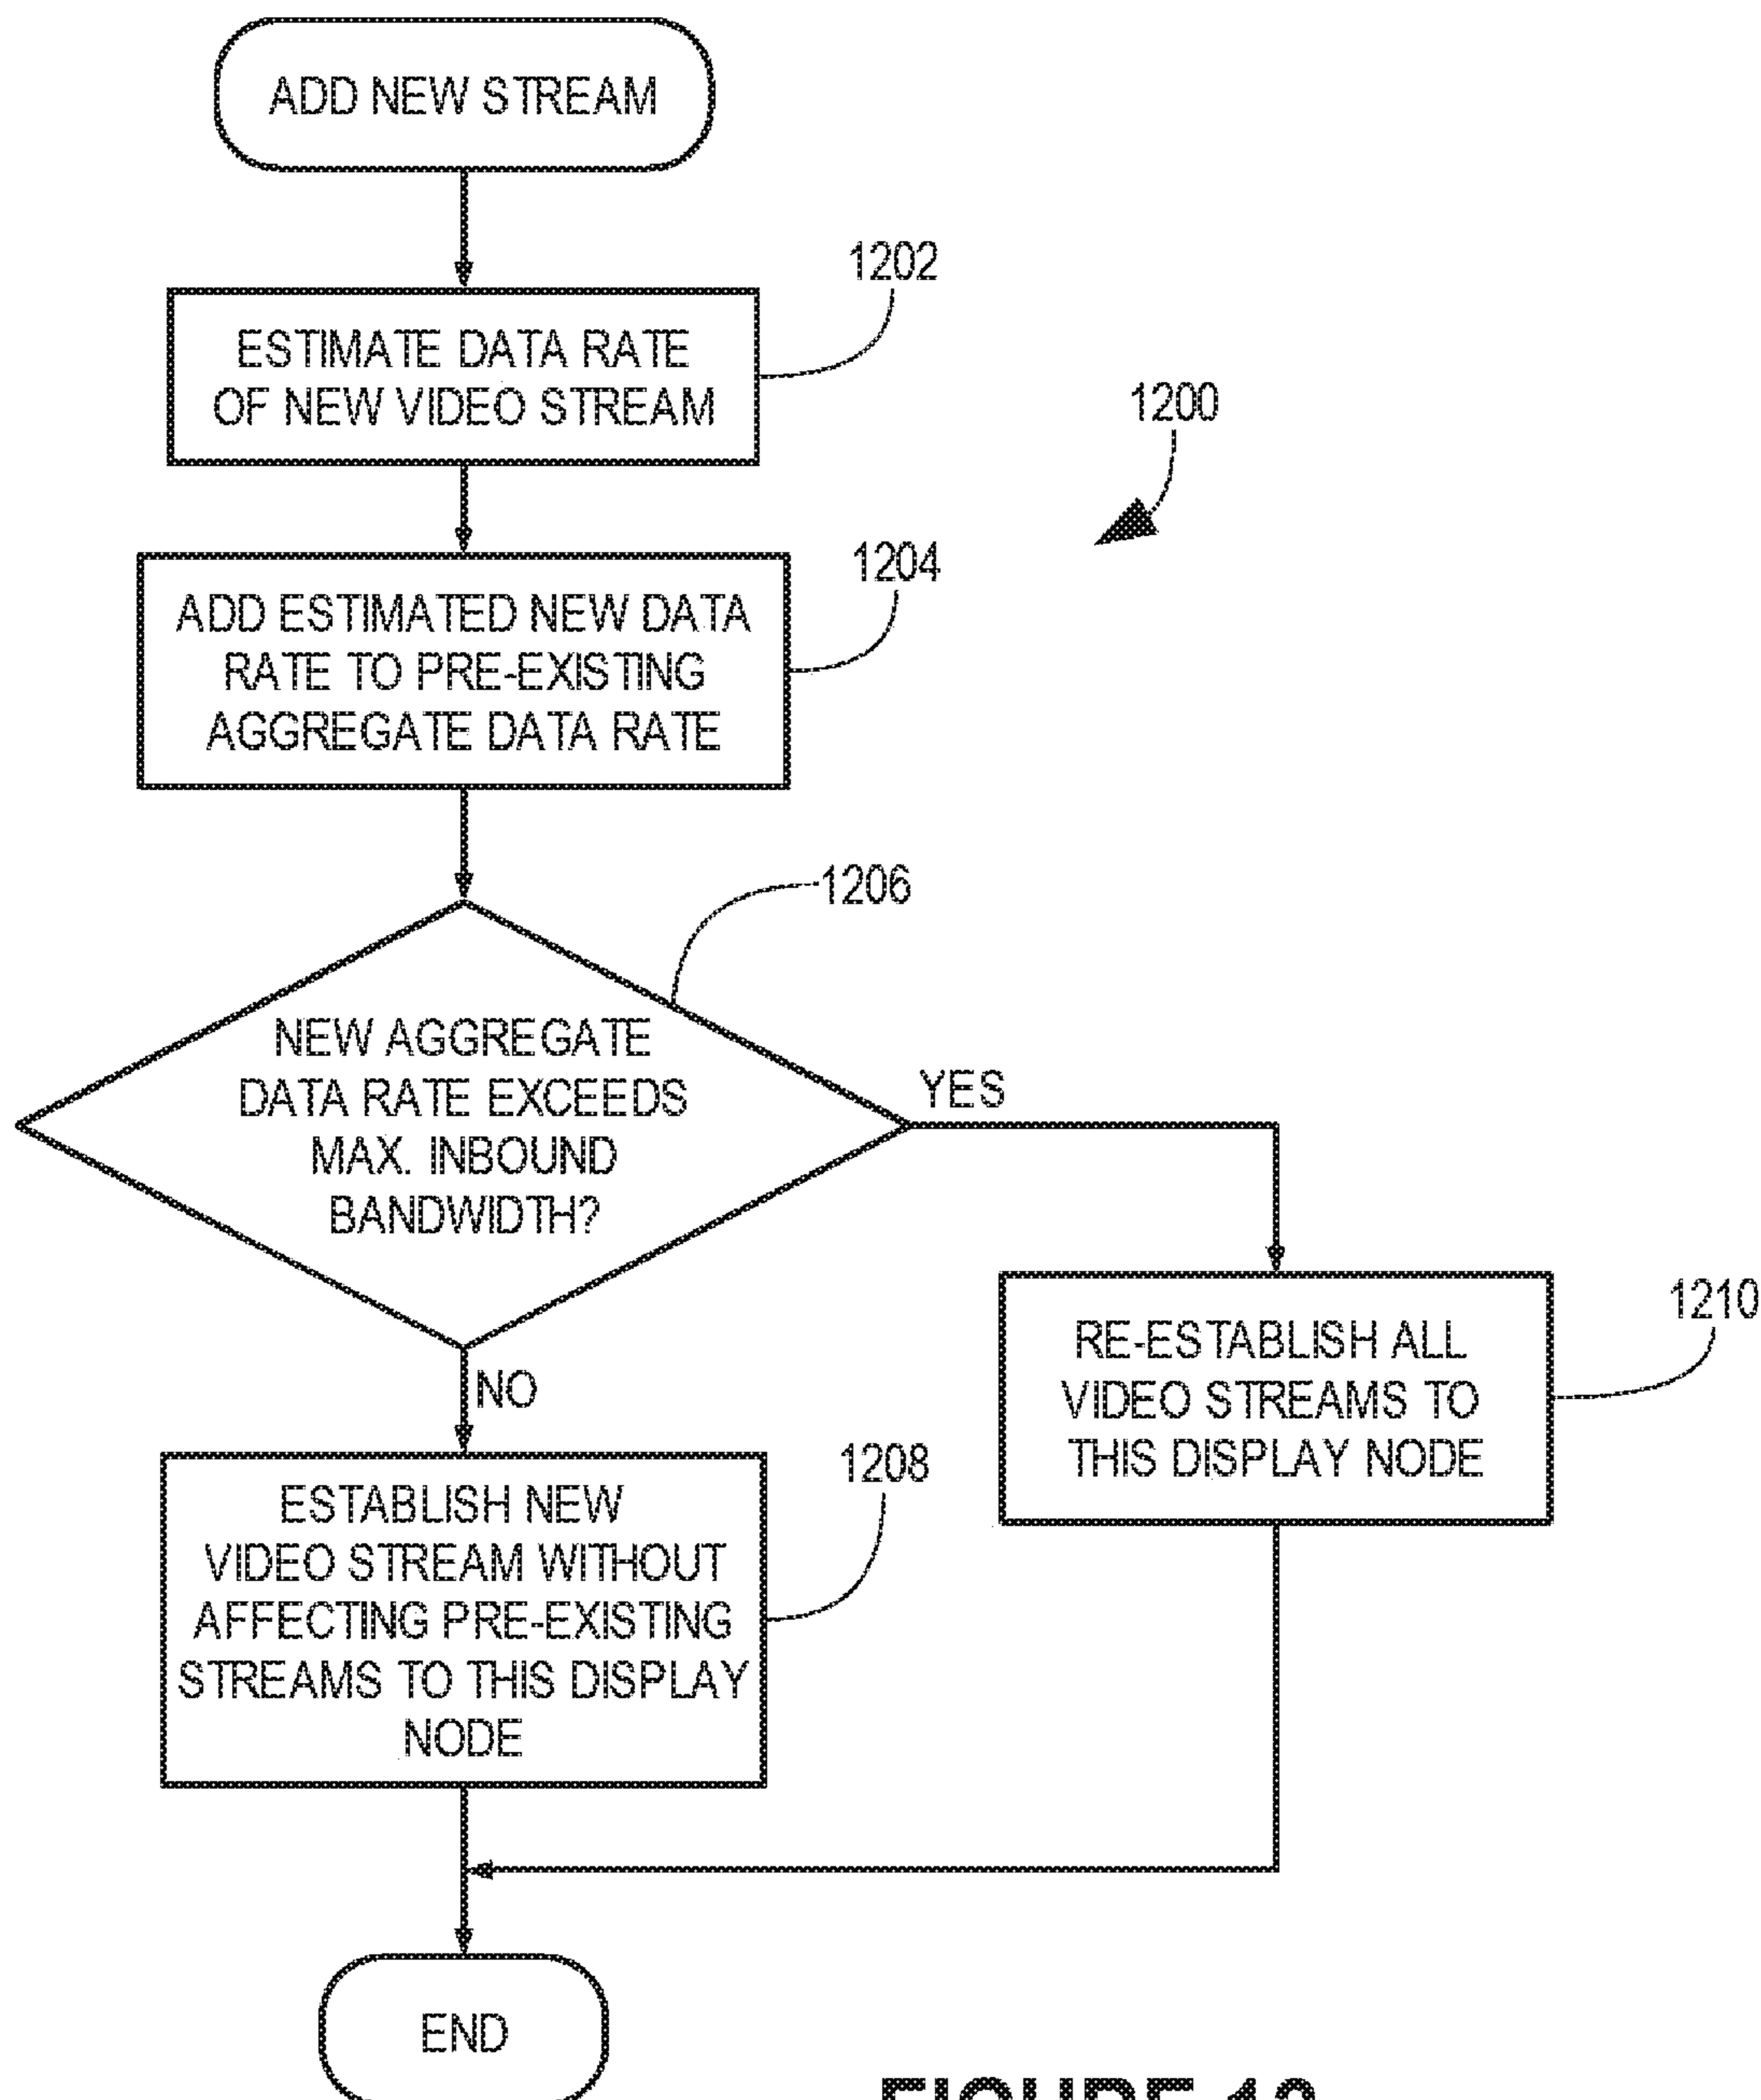 ADD NEW STREAM
1202
ESTIMATE DATA RATE
OF NEW VIDEO STREAM
1200
1204
ADD ESTIMATED NEW DATA
RATE TO PRE-EXISTING
AGGREGATE DATA RATE
1206
NEW AGGREGATE
DATA RATE EXCEEDS
MAX. INBOUND
BANDWIDTH?
YES
NO
1210
RE-ESTABLISH ALL
VIDEO STREAMS TO
THIS DISPLAY NODE
1208
ESTABLISH NEW
VIDEO STREAM WITHOUT
AFFECTING PRE-EXISTING
STREAMS TO THIS DISPLAY
NODE
END
FIGURE